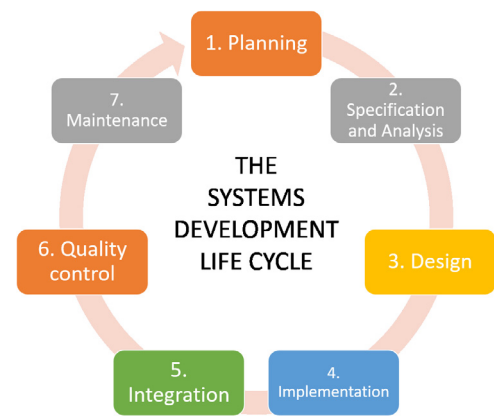 1. Planning
2.
Specification
and Analysis
3. Design
4.
Implementation
5.
Integration
6. Quality
control
7.
Maintenance
THE
SYSTEMS
DEVELOPMENT
LIFE CYCLE